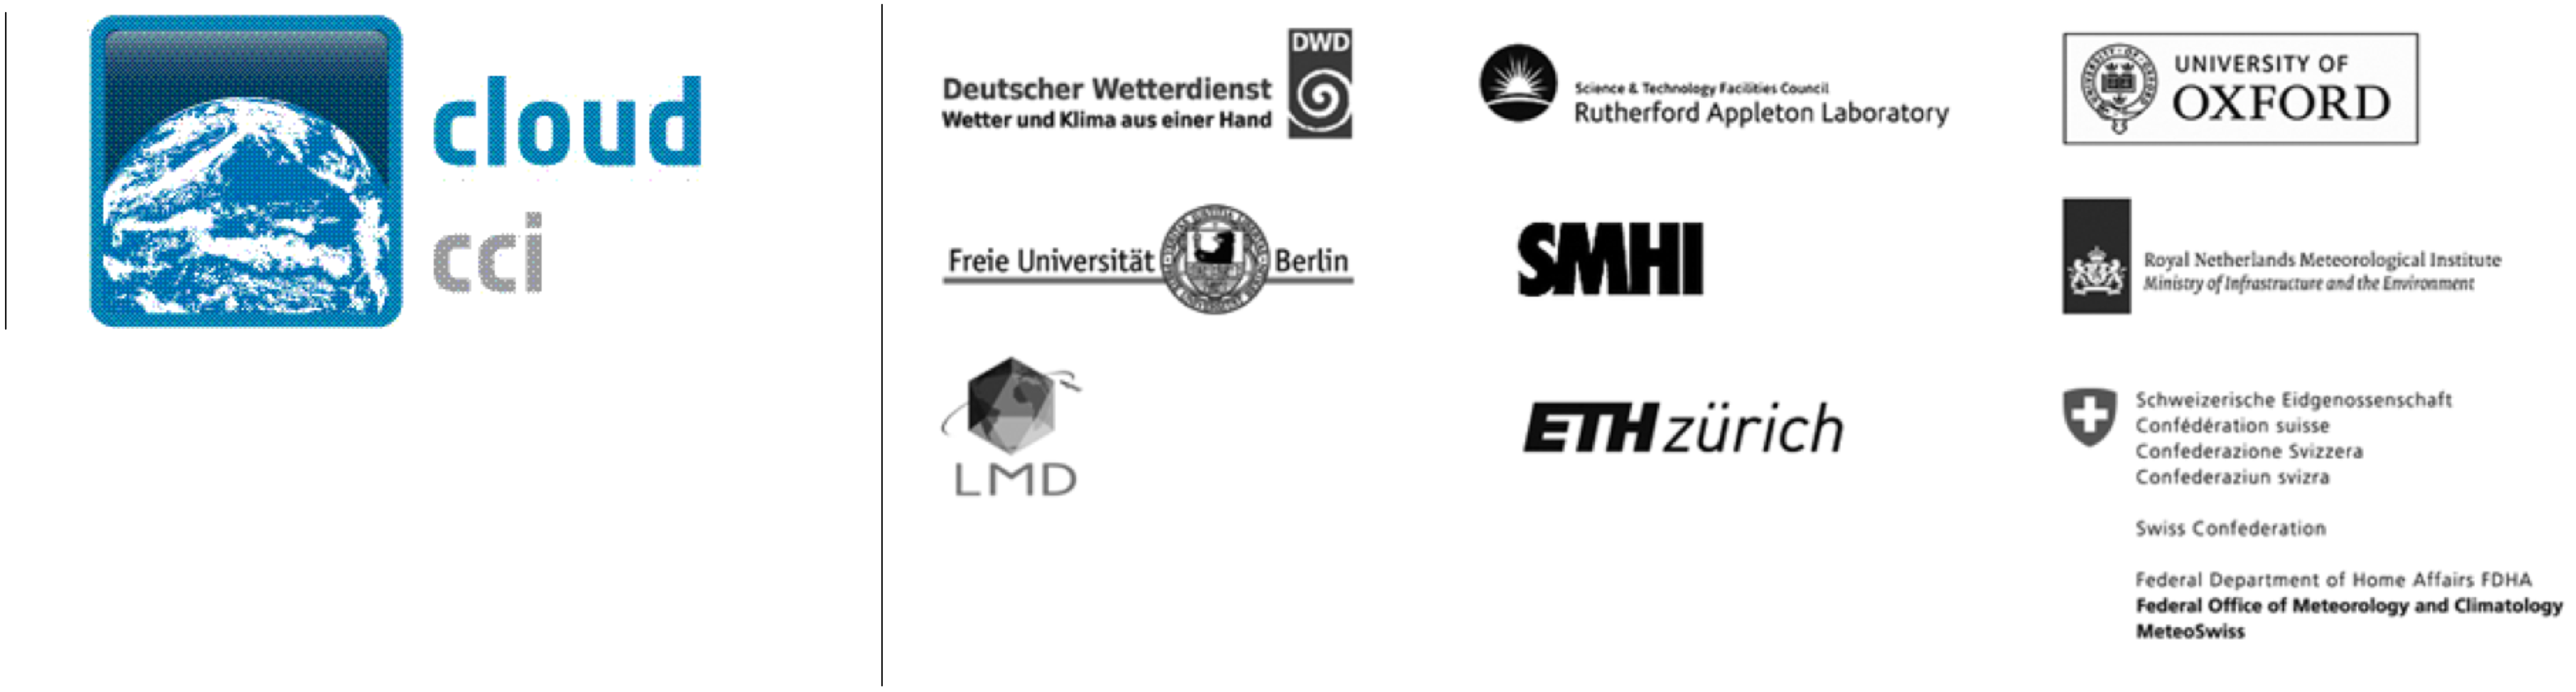 cloud
cci
DWD
Deutscher Wetterdienst
Wetter und Klima aus einer Hand
Science & Technology Facilities Council
Rutherford Appleton Laboratory
UNIVERSITY OF
OXFORD
Freie Universität Berlin
SMHI
Royal Netherlands Meteorological Institute
Ministry of Infrastructure and the Environment
LMD
ETH zürich
Schweizerische Eidgenossenschaft
Confédération suisse
Confederazione Svizzera
Confederaziun svizra
Swiss Confederation
Federal Department of Home Affairs FDHA
Federal Office of Meteorology and Climatology
MeteoSwiss